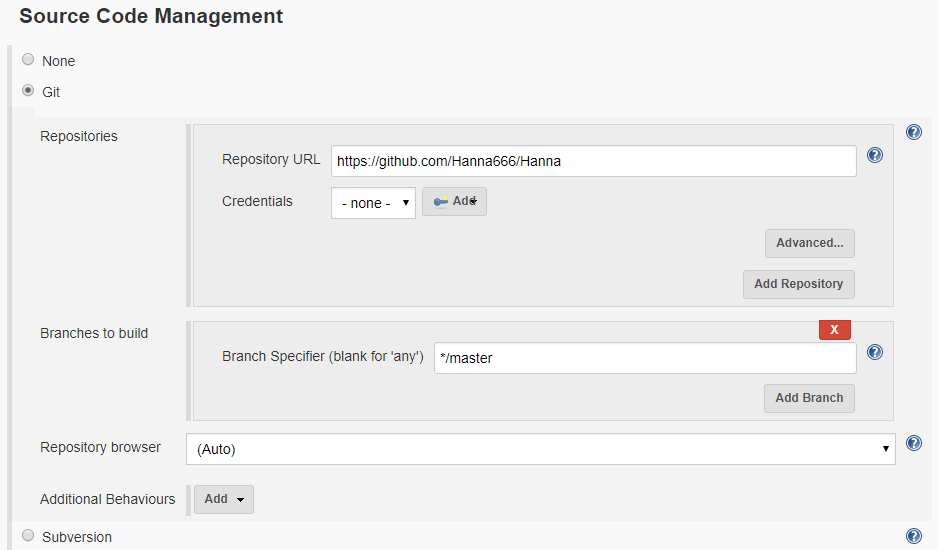 Source Code Management
None
Git
Repositories
Repository URL https://github.com/Hanna666/Hanna
Credentials - none - Add
Advanced...
Add Repository
Branches to build
X
Branch Specifier (blank for 'any') */master
Add Branch
Repository browser (Auto)
Additional Behaviours Add
Subversion